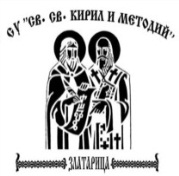 СУ "СВ. СВ. КИРИЛ И МЕТОДИЙ"
ЗЛАТАРИЦА